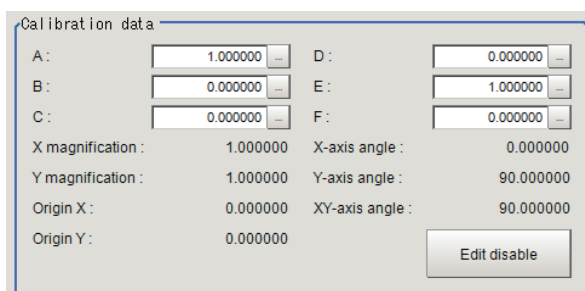 Calibration data
A : 1.000000 ... D : 0.000000 ...
B : 0.000000 ... E : 1.000000 ...
C : 0.000000 ... F : 0.000000 ...
X magnification : 1.000000 X-axis angle : 0.000000
Y magnification : 1.000000 Y-axis angle : 90.000000
Origin X : 0.000000 XY-axis angle : 90.000000
Origin Y : 0.000000
Edit disable